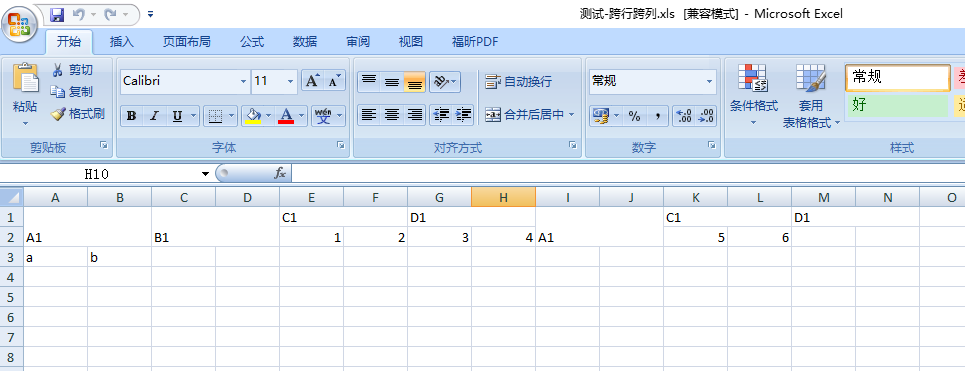 测试-跨行跨列.xls [兼容模式] - Microsoft Excel
开始 插入 页面布局 公式 数据 审阅 视图 福昕PDF
粘贴 剪切 复制 格式刷 剪贴板
Calibri 11 A A
B I U A wén 文 字体
自动换行
合并后居中
对齐方式
常规
% , .00 .0 .00
数字
条件格式 套用 表格格式
常规
好
样式
H10 fx
A B C D E F G H I J K L M N O
1 C1 D1 C1 D1
2 A1 B1 1 2 3 4 A1 5 6
3 a b
4
5
6
7
8